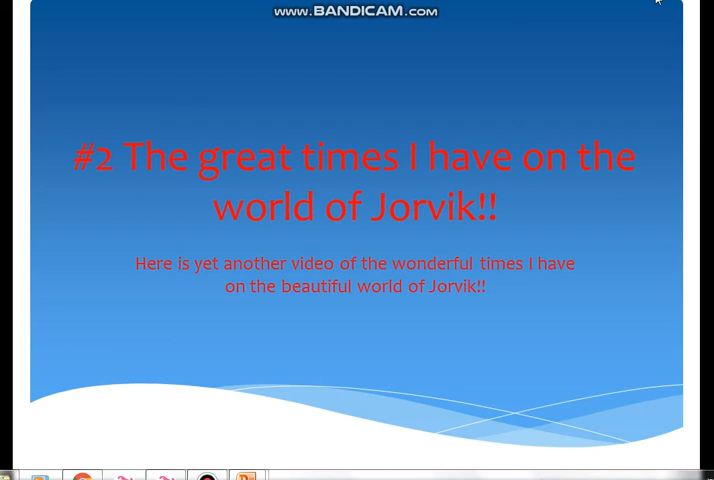 www.BANDICAM.com
#2 The great times I have on the
world of Jorvik!!
Here is yet another video of the wonderful times I have
on the beautiful world of Jorvik!!